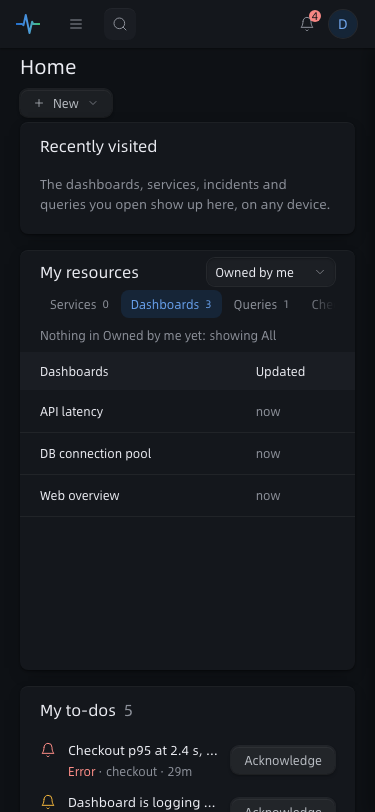 4
D
Home
New
Recently visited
The dashboards, services, incidents and
queries you open show up here, on any device.
My resources
Owned by me
Services 0 Dashboards 3 Queries 1 Che
Nothing in Owned by me yet: showing All
Dashboards Updated
API latency now
DB connection pool now
Web overview now
My to-dos 5
Checkout p95 at 2.4 s, ...
Error · checkout · 29m
Acknowledge
Dashboard is logging ...
Acknowledge